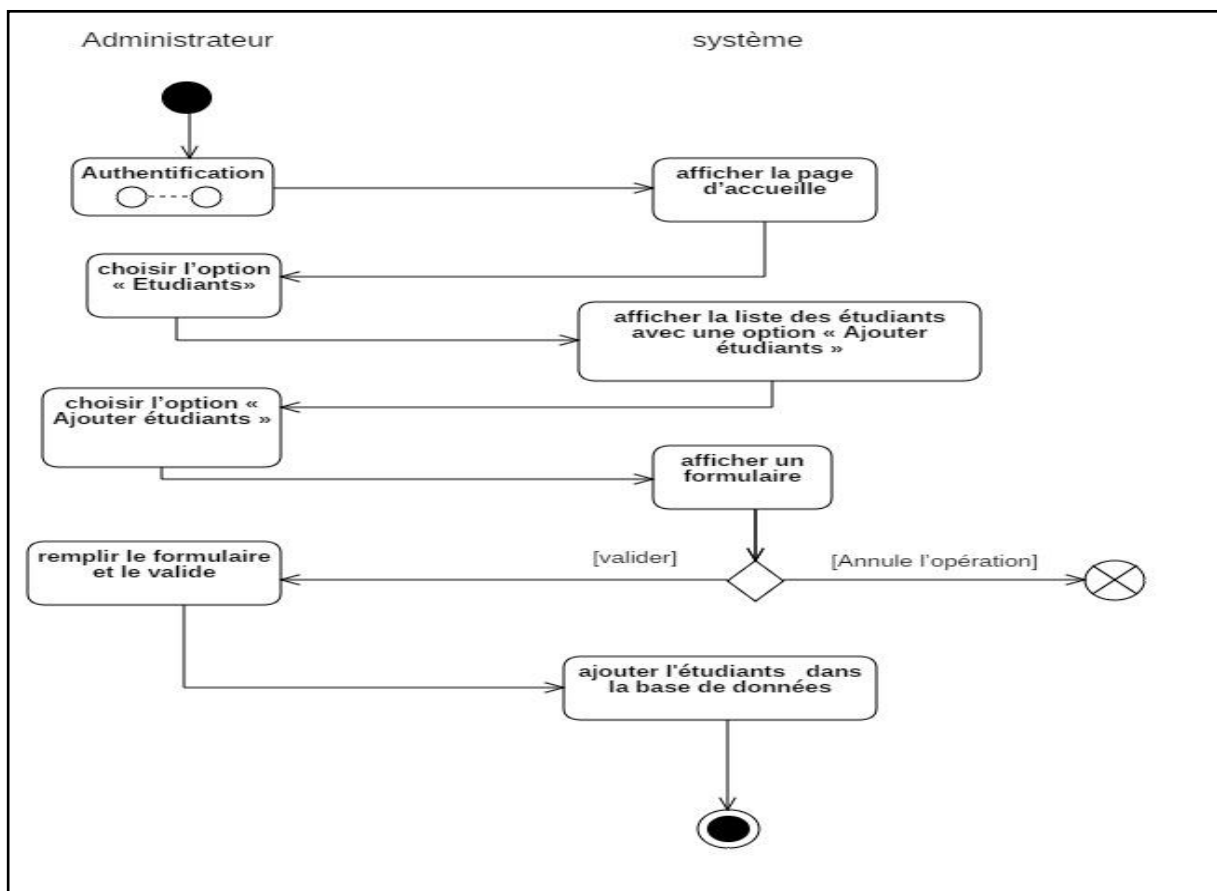 Administrateur
système
Authentification
afficher la page
d’accueille
choisir l’option
« Etudiants»
afficher la liste des étudiants
avec une option « Ajouter
étudiants »
choisir l’option «
Ajouter étudiants »
afficher un
formulaire
[valider]
[Annule l’opération]
remplir le formulaire
et le valide
ajouter l'étudiants dans
la base de données